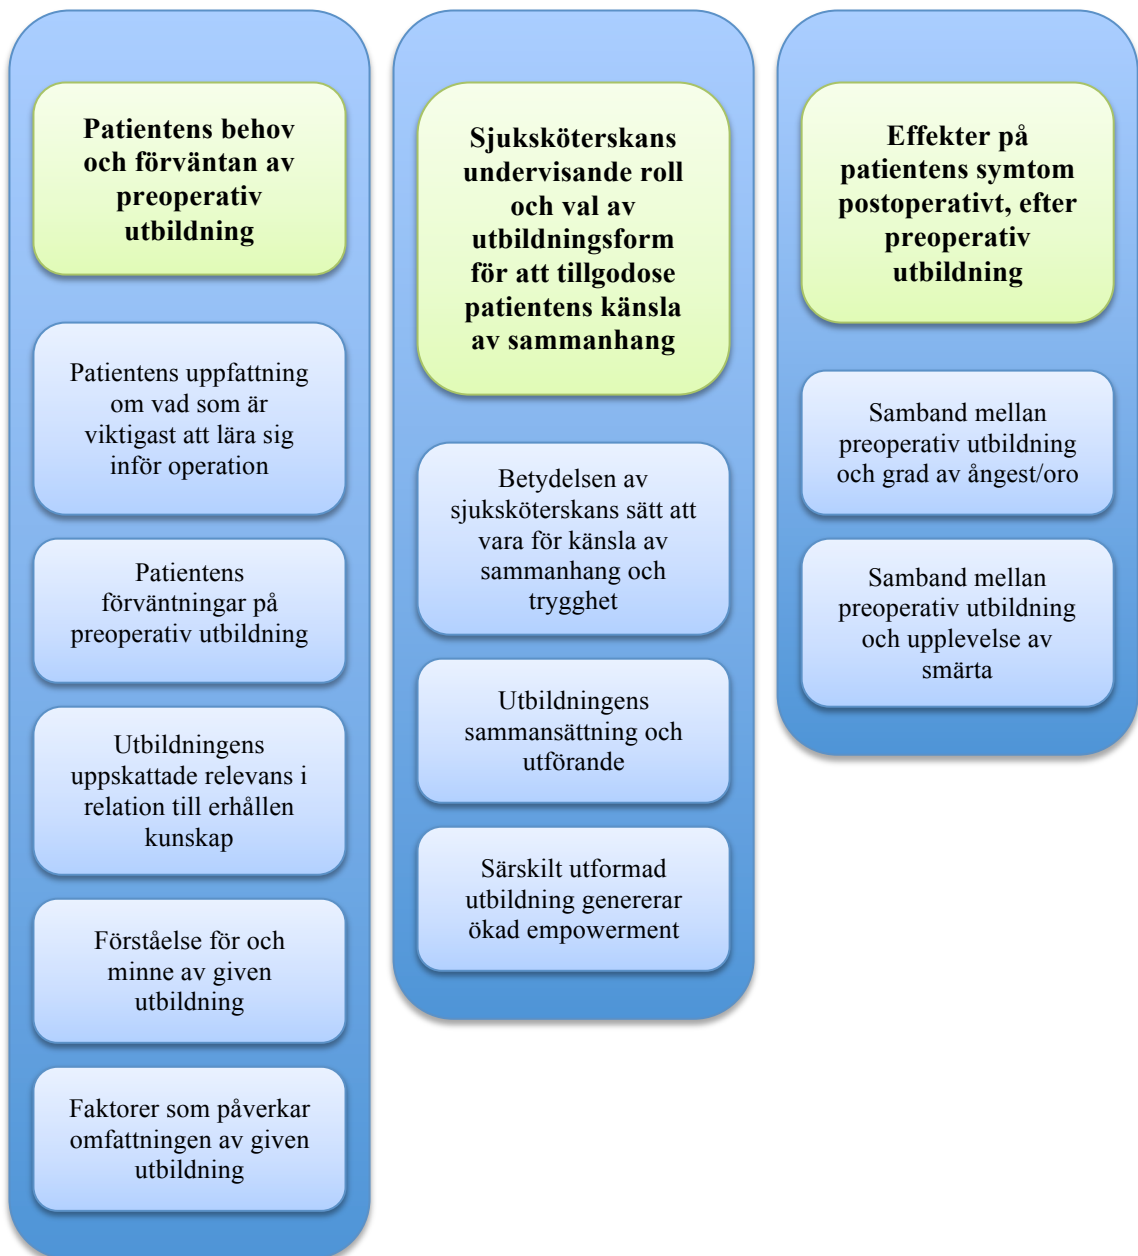 Patientens behov
och förväntan av
preoperativ
utbildning
Patientens uppfattning
om vad som är
viktigast att lära sig
inför operation
Patientens
förväntningar på
preoperativ utbildning
Utbildningens
uppskattade relevans i
relation till erhållen
kunskap
Förståelse för och
minne av given
utbildning
Faktorer som påverkar
omfattningen av given
utbildning
Sjuksköterskans
undervisande roll
och val av
utbildningsform
för att tillgodose
patientens känsla
av sammanhang
Betydelsen av
sjuksköterskans sätt att
vara för känsla av
sammanhang och
trygghet
Utbildningens
sammansättning och
utförande
Särskilt utformad
utbildning genererar
ökad empowerment
Effekter på
patientens symtom
postoperativt, efter
preoperativ
utbildning
Samband mellan
preoperativ utbildning
och grad av ångest/oro
Samband mellan
preoperativ utbildning
och upplevelse av
smärta